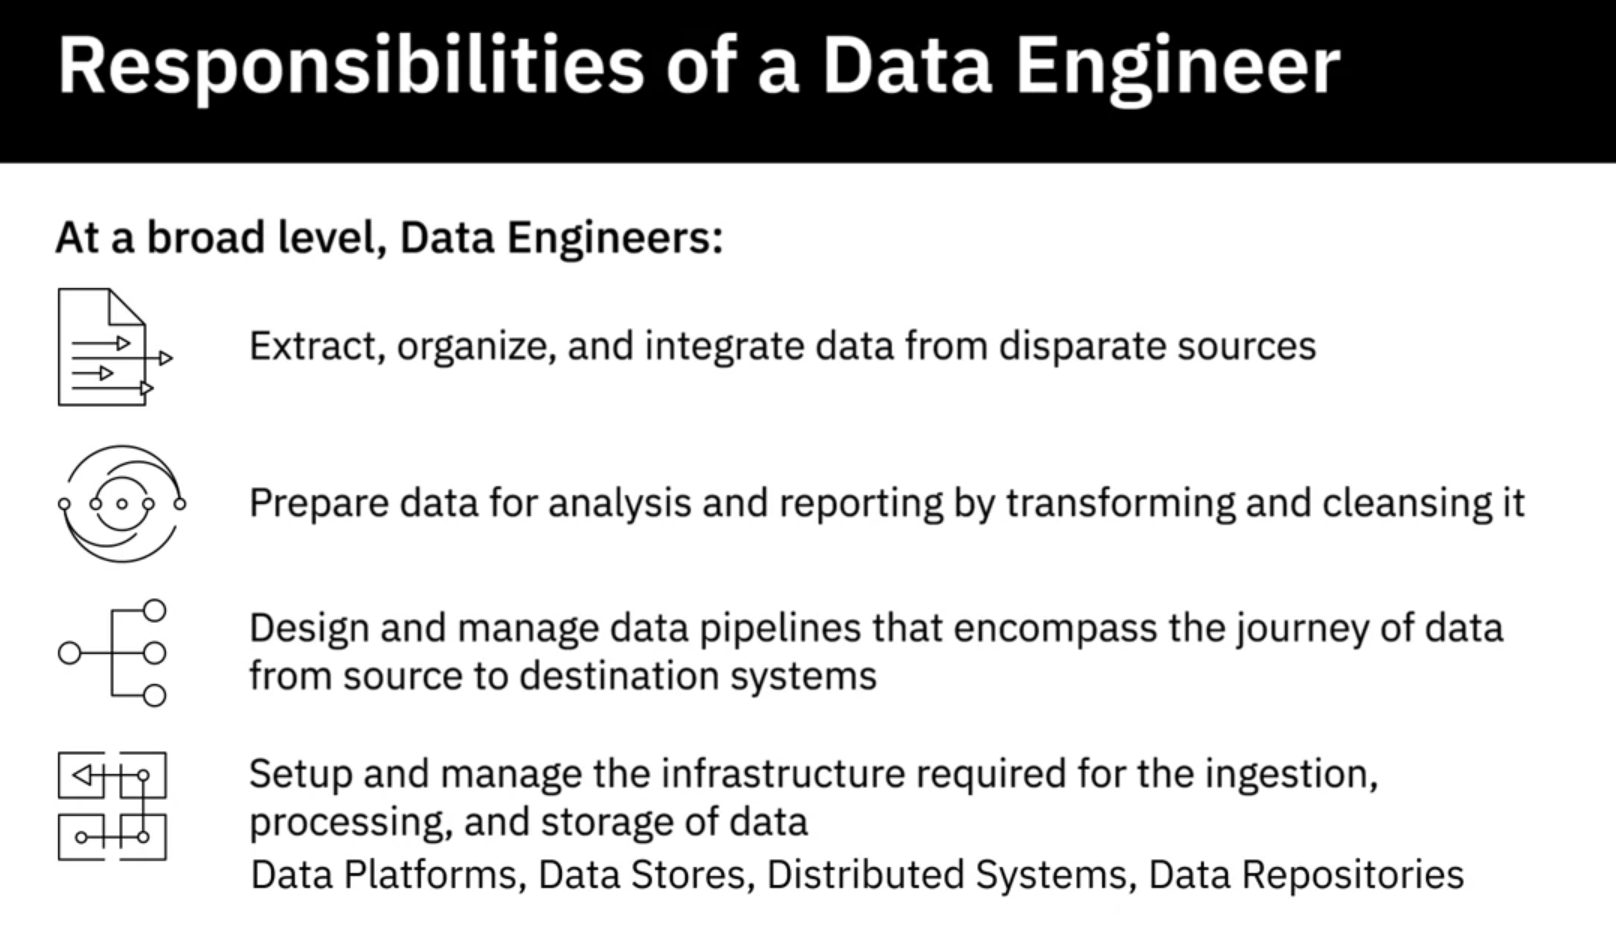 Responsibilities of a Data Engineer
At a broad level, Data Engineers:
Extract, organize, and integrate data from disparate sources
Prepare data for analysis and reporting by transforming and cleansing it
Design and manage data pipelines that encompass the journey of data
from source to destination systems
Setup and manage the infrastructure required for the ingestion,
processing, and storage of data
Data Platforms, Data Stores, Distributed Systems, Data Repositories